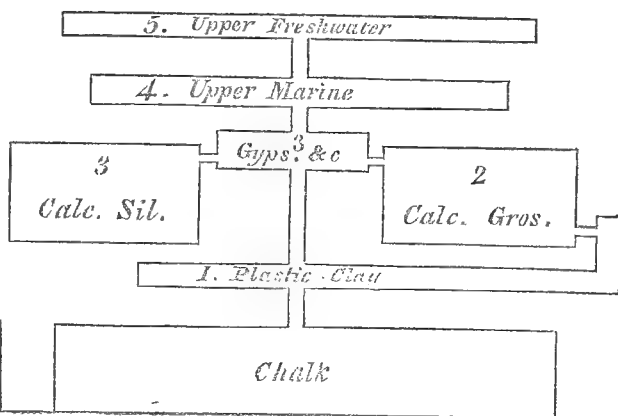 5. Upper Freshwater
4. Upper Marine
3
Gyps. &c
3
Calc. Sil.
2
Calc. Gros.
1. Plastic Clay
Chalk